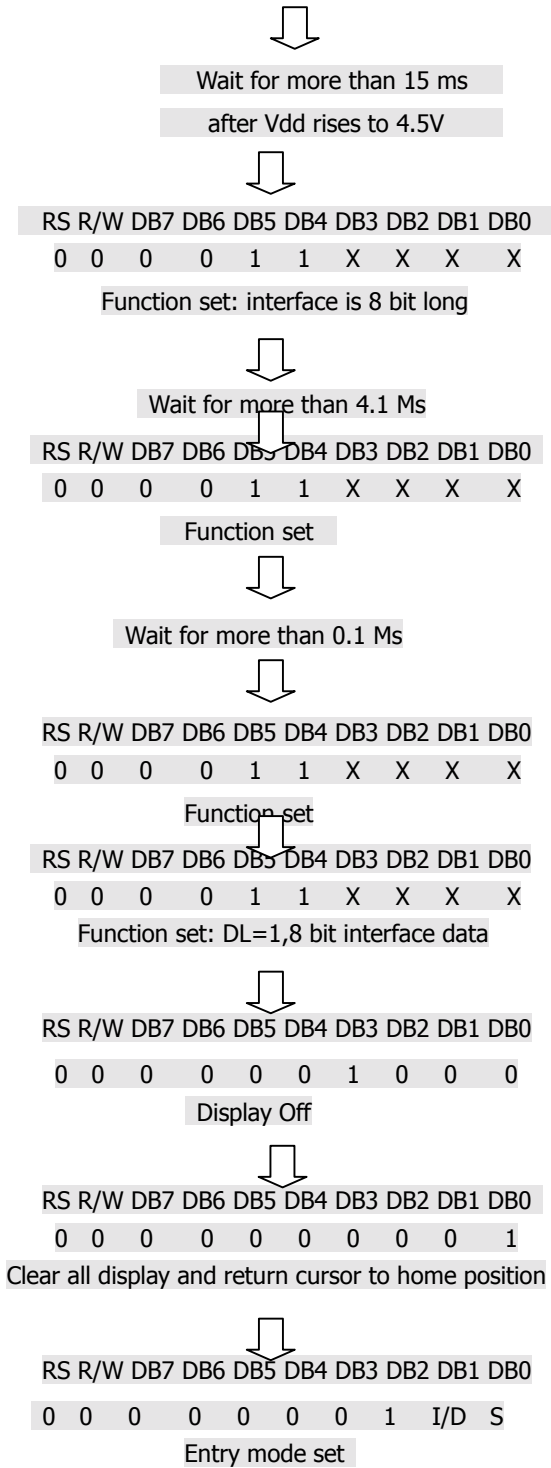 Wait for more than 15 ms
after Vdd rises to 4.5V
RS R/W DB7 DB6 DB5 DB4 DB3 DB2 DB1 DB0
0 0 0 0 1 1 X X X X
Function set: interface is 8 bit long
Wait for more than 4.1 Ms
RS R/W DB7 DB6 DB5 DB4 DB3 DB2 DB1 DB0
0 0 0 0 1 1 X X X X
Function set
Wait for more than 0.1 Ms
RS R/W DB7 DB6 DB5 DB4 DB3 DB2 DB1 DB0
0 0 0 0 1 1 X X X X
Function set
RS R/W DB7 DB6 DB5 DB4 DB3 DB2 DB1 DB0
0 0 0 0 1 1 X X X X
Function set: DL=1,8 bit interface data
RS R/W DB7 DB6 DB5 DB4 DB3 DB2 DB1 DB0
0 0 0 0 0 0 1 0 0 0
Display Off
RS R/W DB7 DB6 DB5 DB4 DB3 DB2 DB1 DB0
0 0 0 0 0 0 0 0 0 1
Clear all display and return cursor to home position
RS R/W DB7 DB6 DB5 DB4 DB3 DB2 DB1 DB0
0 0 0 0 0 0 0 1 I/D S
Entry mode set